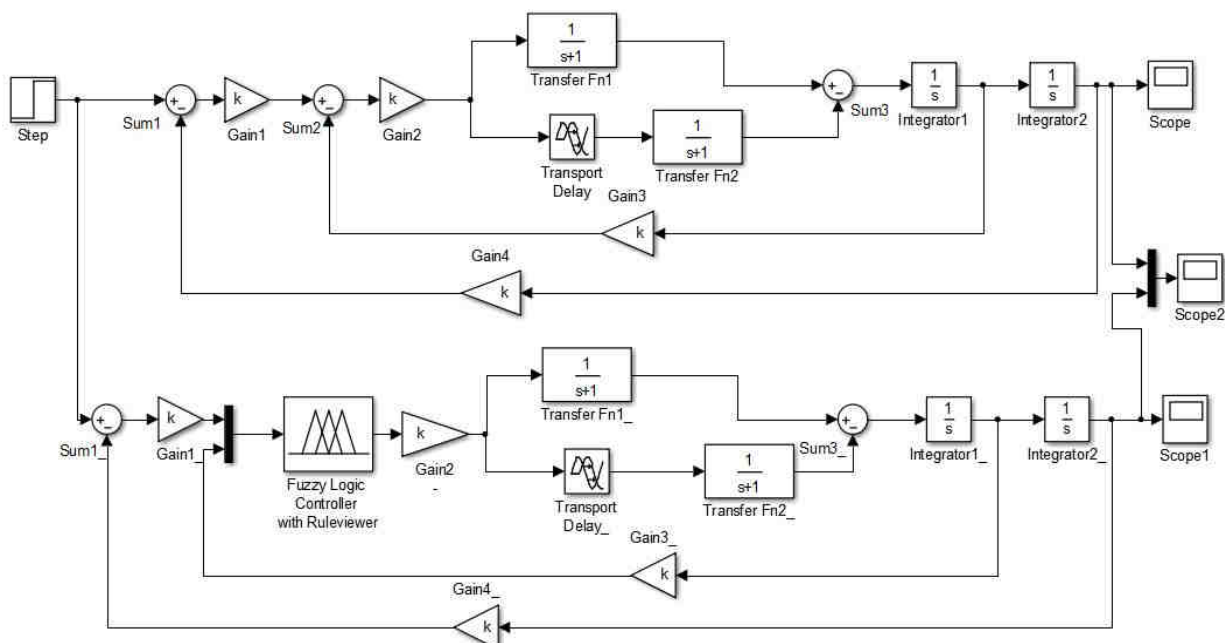 1
s+1
Transfer Fn1
Step
+_
Sum1
k
Gain1
+_
Sum2
k
Gain2
+_
Sum3
1
s
Integrator1
1
s
Integrator2
Scope
Transport
Delay
1
s+1
Transfer Fn2
Gain3
k
Gain4
k
Scope2
1
s+1
Transfer Fn1_
+_
Sum1_
k
Gain1_
Fuzzy Logic
Controller
with Ruleviewer
k
Gain2
_
Transport
Delay_
1
s+1
Transfer Fn2_
+_
Sum3_
1
s
Integrator1_
1
s
Integrator2_
Scope1
Gain3_
k
Gain4_
k